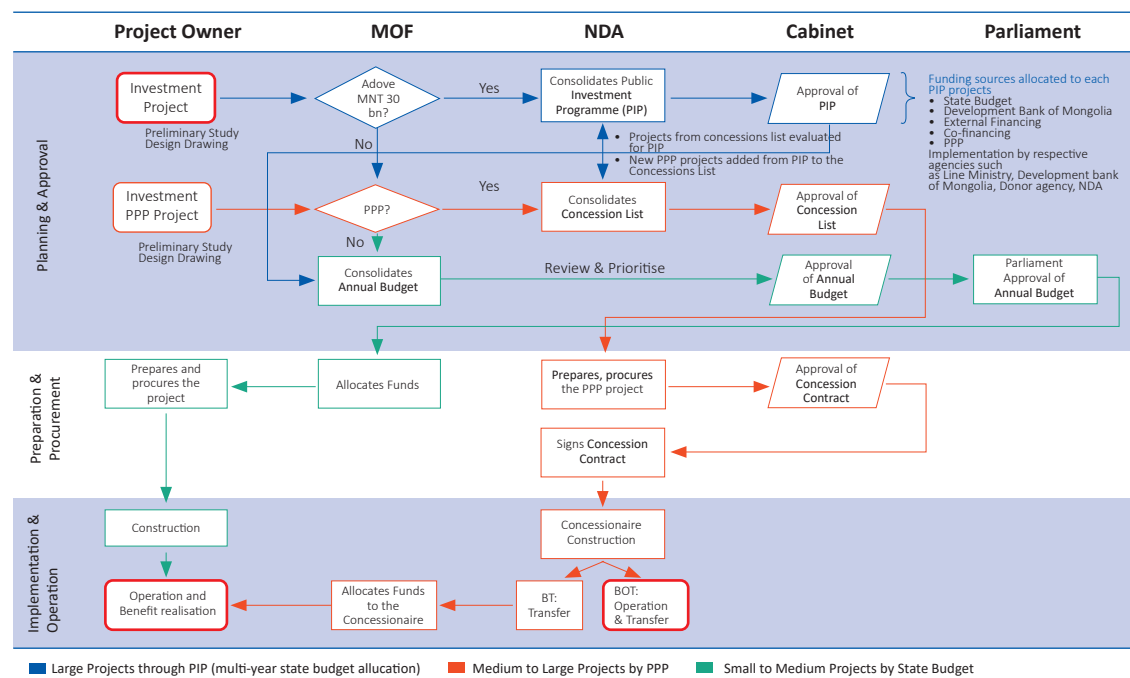 Project Owner
MOF
NDA
Cabinet
Parliament
Planning & Approval
Investment
Project
Preliminary Study
Design Drawing
Adove
MNT 30
bn?
Yes
No
Consolidates Public
Investment
Programme (PIP)
Approval of
PIP
Funding sources allocated to each
PIP projects
• State Budget
• Development Bank of Mongolia
• External Financing
• Co-financing
• PPP
Implementation by respective
agencies such
as Line Ministry, Development bank
of Mongolia, Donor agency, NDA
• Projects from concessions list evaluated
for PIP
• New PPP projects added from PIP to the
Concessions List
Investment
PPP Project
Preliminary Study
Design Drawing
PPP?
Yes
No
Consolidates
Concession List
Approval of
Concession
List
Consolidates
Annual Budget
Review & Prioritise
Approval
of Annual
Budget
Parliament
Approval of
Annual Budget
Preparation &
Procurement
Prepares and
procures the
project
Allocates Funds
Prepares, procures
the PPP project
Approval of
Concession
Contract
Signs Concession
Contract
Implementation &
Operation
Construction
Concessionaire
Construction
Operation and
Benefit realisation
Allocates Funds
to the
Concessionaire
BT:
Transfer
BOT:
Operation
& Transfer
Large Projects through PIP (multi-year state budget allucation)
Medium to Large Projects by PPP
Small to Medium Projects by State Budget